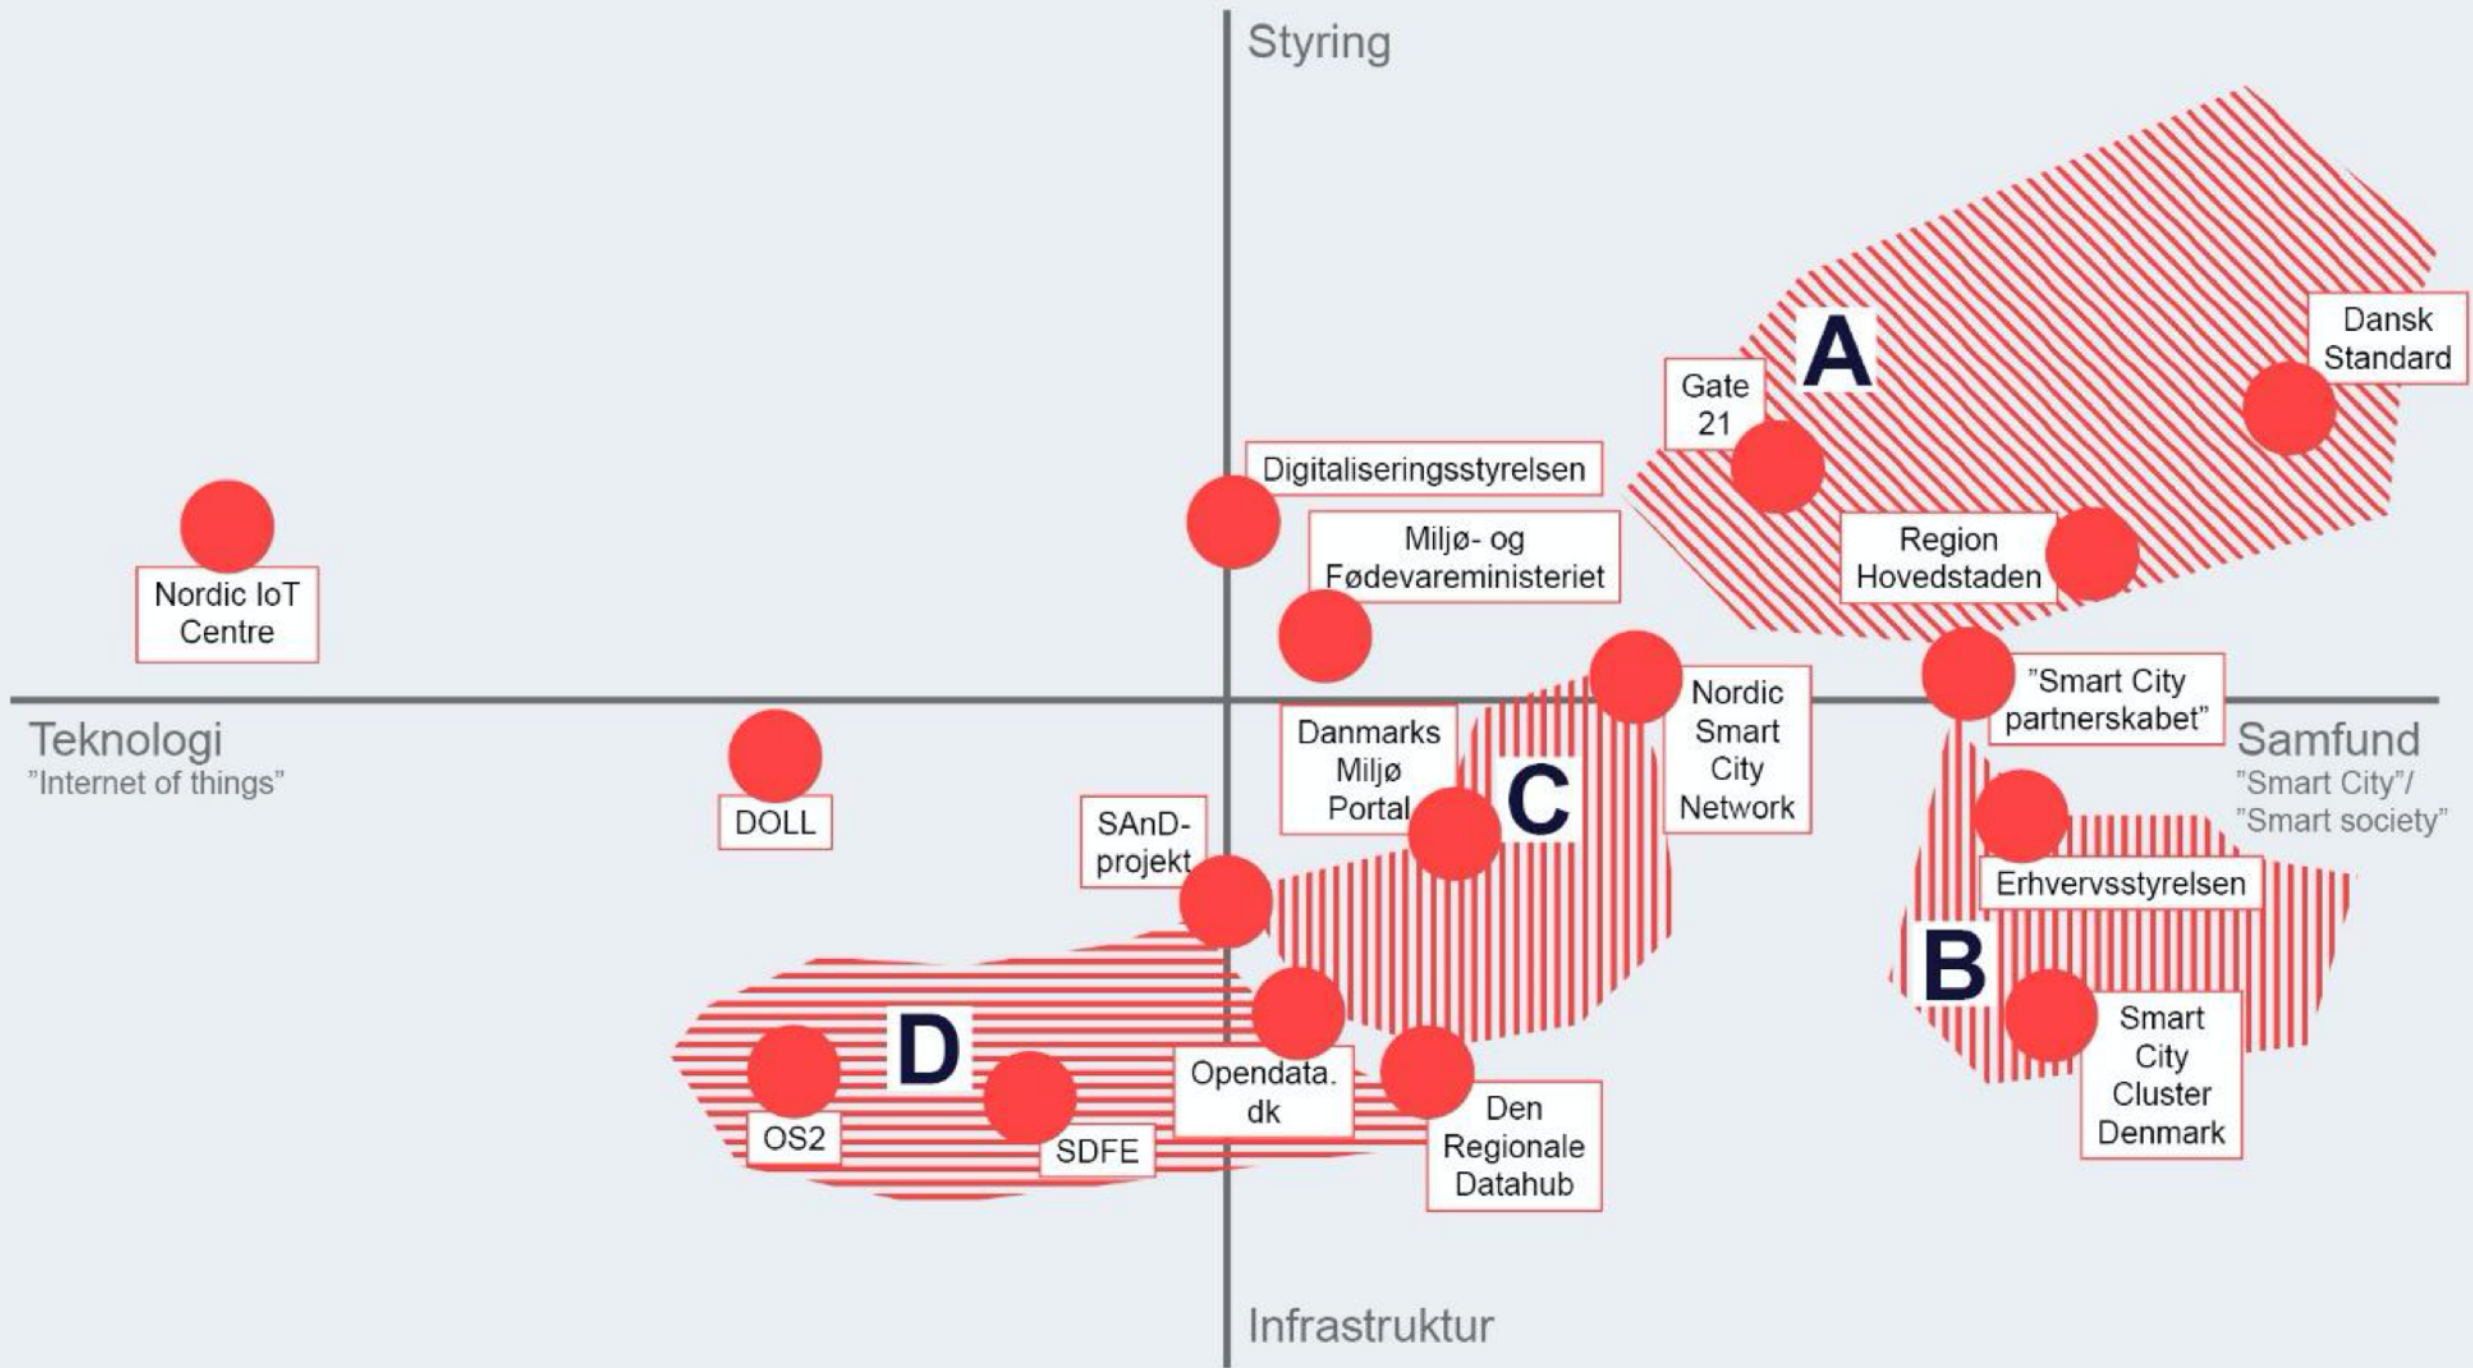 Styring
A
Dansk
Standard
Gate
21
Digitaliseringsstyrelsen
Miljø- og
Fødevareministeriet
Region
Hovedstaden
Nordic IoT
Centre
Teknologi
"Internet of things"
Samfund
"Smart City"/
"Smart society"
"Smart City
partnerskabet"
Nordic
Smart
City
Network
Danmarks
Miljø
Portal
C
DOLL
SAnD-
projekt
Erhvervsstyrelsen
B
Smart
City
Cluster
Denmark
D
OS2
SDFE
Opendata.
dk
Den
Regionale
Datahub
Infrastruktur